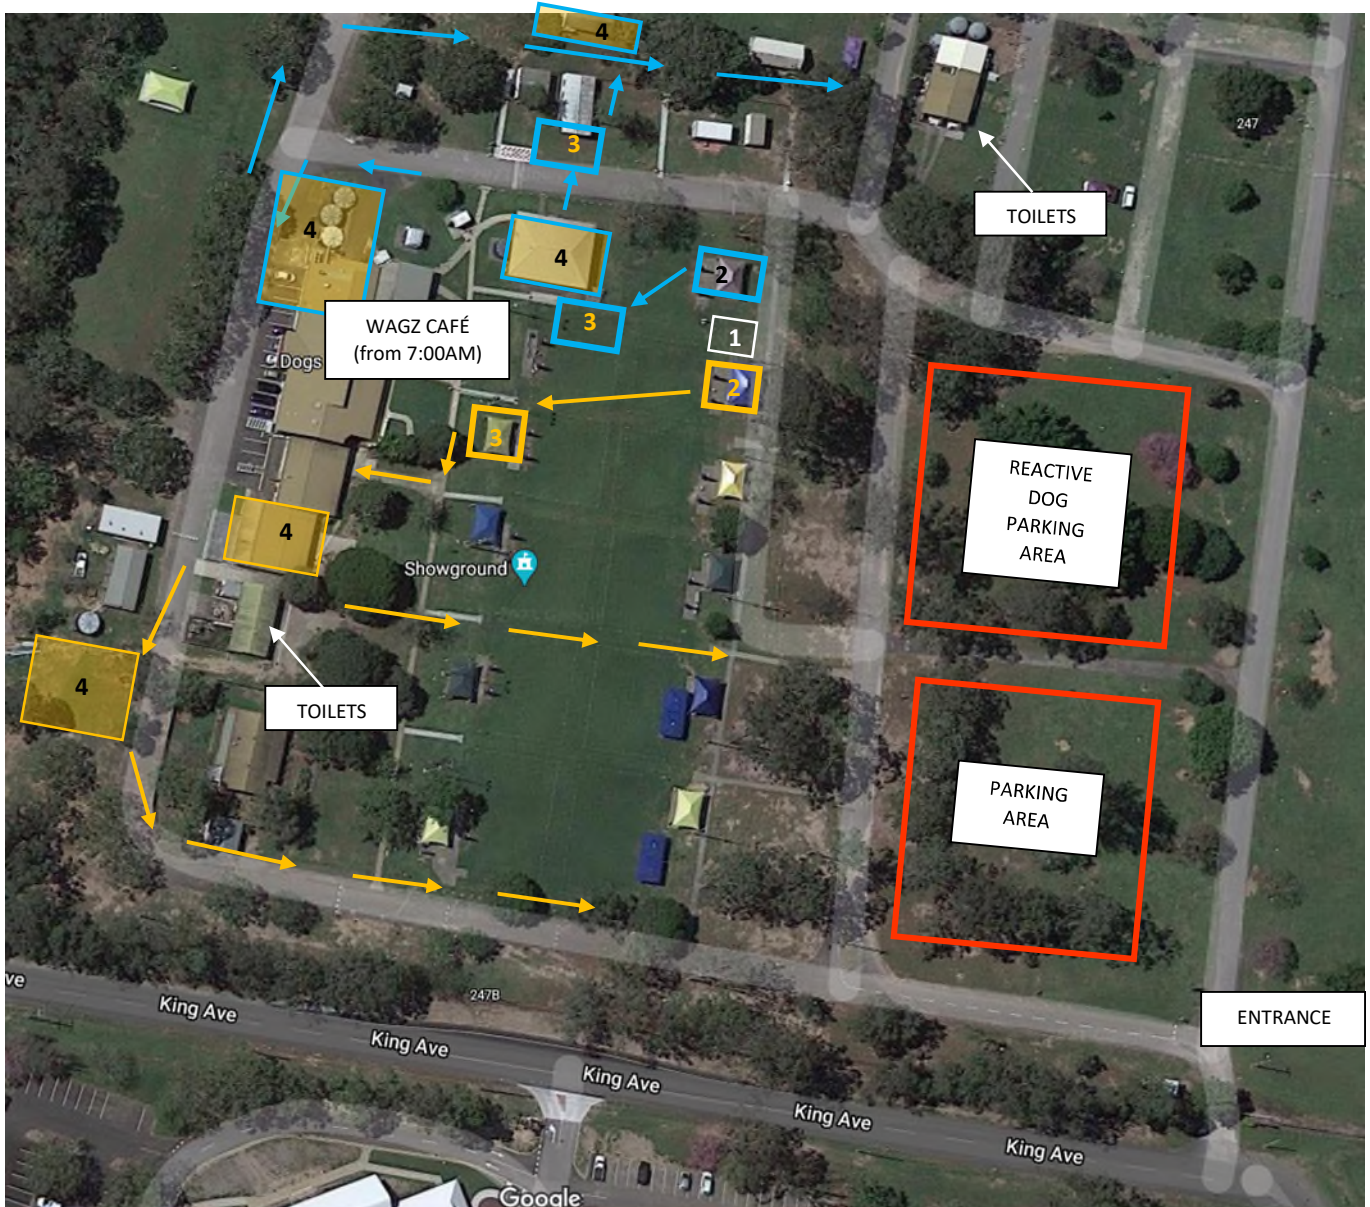 4
247
3
TOILETS
4
4
2
3
1
WAGZ CAFÉ
(from 7:00AM)
Dogs
2
3
REACTIVE
DOG
PARKING
AREA
4
Showground
4
TOILETS
PARKING
AREA
ve
King Ave
247B
King Ave
King Ave
King Ave
King Ave
ENTRANCE
Google